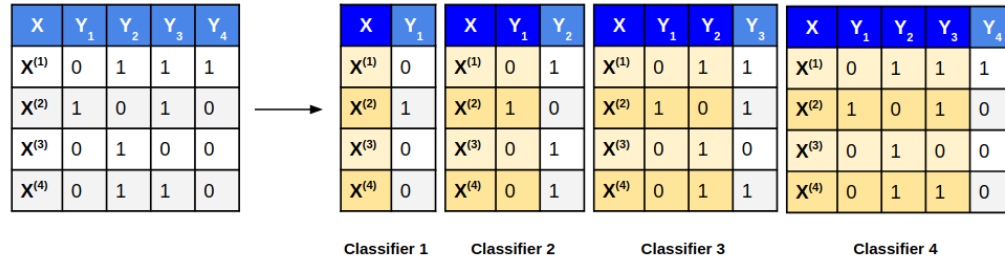 X Y₁ Y₂ Y₃ Y₄
X⁽¹⁾ 0 1 1 1
X⁽²⁾ 1 0 1 0
X⁽³⁾ 0 1 0 0
X⁽⁴⁾ 0 1 1 0
X Y₁
X⁽¹⁾ 0
X⁽²⁾ 1
X⁽³⁾ 0
X⁽⁴⁾ 0
Classifier 1
X Y₁ Y₂
X⁽¹⁾ 0 1
X⁽²⁾ 1 0
X⁽³⁾ 0 1
X⁽⁴⁾ 0 1
Classifier 2
X Y₁ Y₂ Y₃
X⁽¹⁾ 0 1 1
X⁽²⁾ 1 0 1
X⁽³⁾ 0 1 0
X⁽⁴⁾ 0 1 1
Classifier 3
X Y₁ Y₂ Y₃ Y₄
X⁽¹⁾ 0 1 1 1
X⁽²⁾ 1 0 1 0
X⁽³⁾ 0 1 0 0
X⁽⁴⁾ 0 1 1 0
Classifier 4